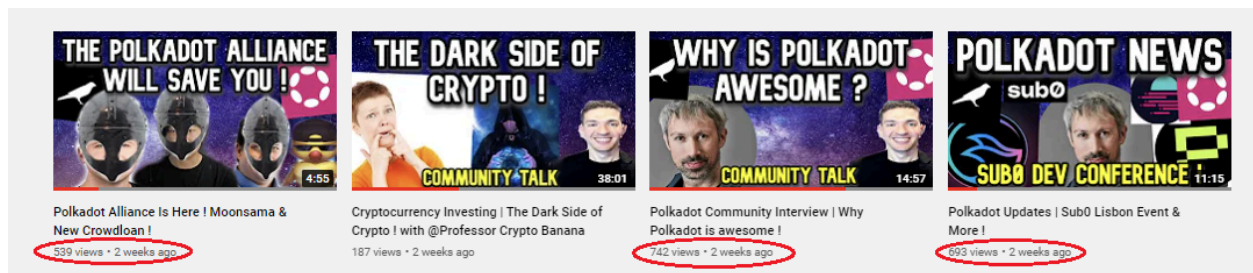 THE POLKADOT ALLIANCE
WILL SAVE YOU !
4:55
Polkadot Alliance Is Here ! Moonsama &
New Crowdloan !
539 views • 2 weeks ago
THE DARK SIDE OF
CRYPTO !
COMMUNITY TALK
38:01
Cryptocurrency Investing | The Dark Side of
Crypto ! with @Professor Crypto Banana
187 views • 2 weeks ago
WHY IS POLKADOT
AWESOME ?
COMMUNITY TALK
14:57
Polkadot Community Interview | Why
Polkadot is awesome !
742 views • 2 weeks ago
POLKADOT NEWS
sub0
SUB0 DEV CONFERENCE !
11:15
Polkadot Updates | Sub0 Lisbon Event &
More !
693 views • 2 weeks ago